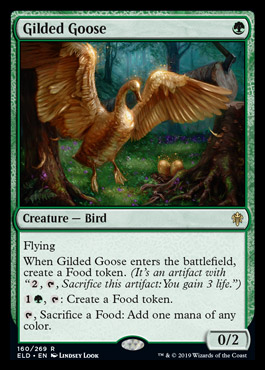 Gilded Goose
Creature — Bird
Flying
When Gilded Goose enters the battlefield,
create a Food token. (It's an artifact with
"2, , Sacrifice this artifact: You gain 3 life.")
1 , : Create a Food token.
, Sacrifice a Food: Add one mana of any
color.
0/2
160/269 R
ELD • EN Lindsey Look
™ & © 2019 Wizards of the Coast